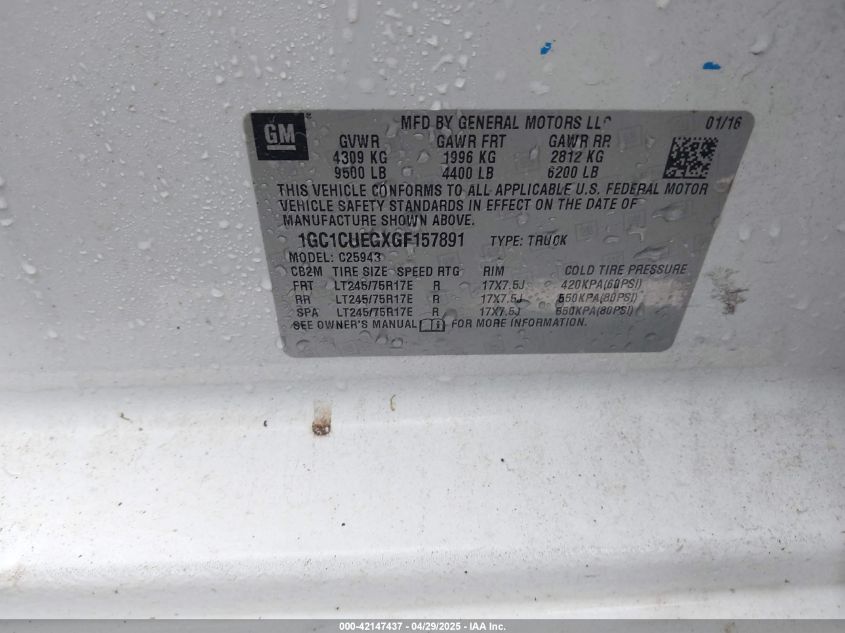 GM
MFD BY GENERAL MOTORS LLC 01/16
GVWR GAWR FRT GAWR RR
4309 KG 1996 KG 2812 KG
9500 LB 4400 LB 6200 LB
THIS VEHICLE CONFORMS TO ALL APPLICABLE U.S. FEDERAL MOTOR
VEHICLE SAFETY STANDARDS IN EFFECT ON THE DATE OF
MANUFACTURE SHOWN ABOVE.
1GC1CUEGXGF157891 TYPE: TRUCK
MODEL: C25943
CB2M TIRE SIZE SPEED RTG RIM COLD TIRE PRESSURE
FRT LT245/75R17E R 17X7.5J 420KPA(60PSI)
RR LT245/75R17E R 17X7.5J 550KPA(80PSI)
SPA LT245/75R17E R 17X7.5J 550KPA(80PSI)
SEE OWNER'S MANUAL FOR MORE INFORMATION.
000-42147437 - 04/29/2025 - IAA Inc.